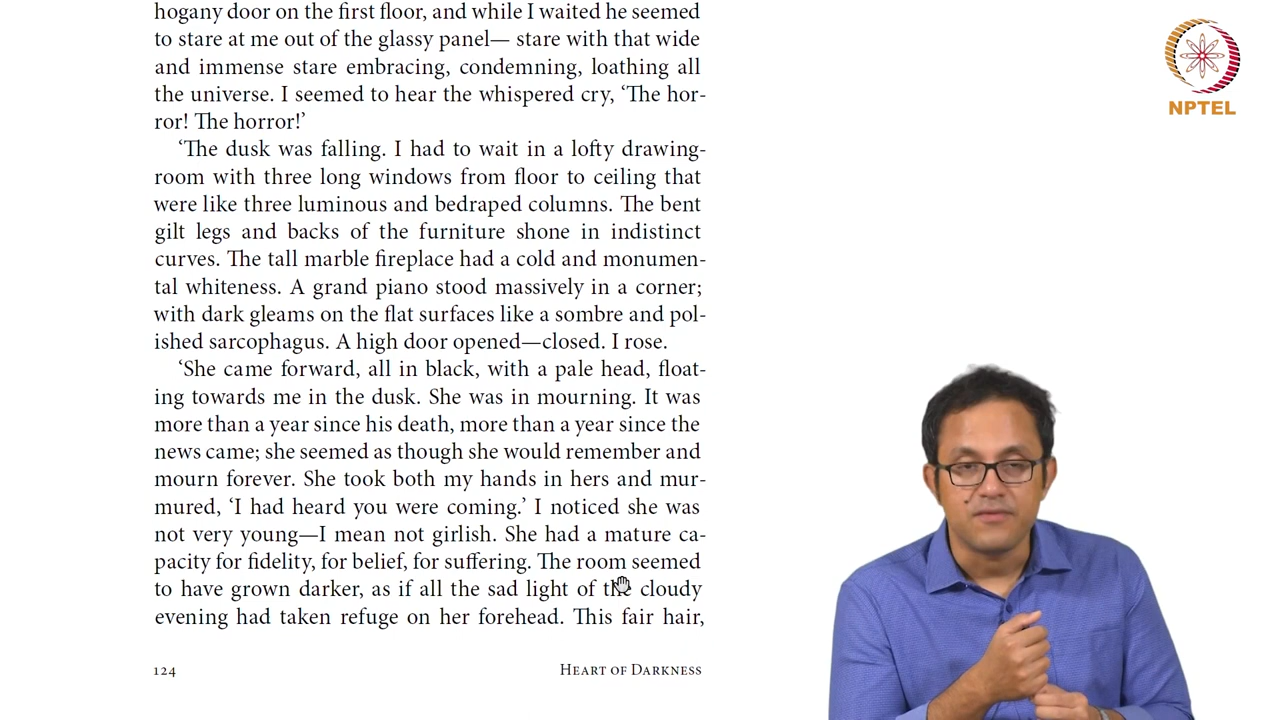 hogany door on the first floor, and while I waited he seemed
to stare at me out of the glassy panel— stare with that wide
and immense stare embracing, condemning, loathing all
the universe. I seemed to hear the whispered cry, ‘The hor-
ror! The horror!’
‘The dusk was falling. I had to wait in a lofty drawing-
room with three long windows from floor to ceiling that
were like three luminous and bedraped columns. The bent
gilt legs and backs of the furniture shone in indistinct
curves. The tall marble fireplace had a cold and monumen-
tal whiteness. A grand piano stood massively in a corner;
with dark gleams on the flat surfaces like a sombre and pol-
ished sarcophagus. A high door opened—closed. I rose.
‘She came forward, all in black, with a pale head, float-
ing towards me in the dusk. She was in mourning. It was
more than a year since his death, more than a year since the
news came; she seemed as though she would remember and
mourn forever. She took both my hands in hers and mur-
mured, ‘I had heard you were coming.’ I noticed she was
not very young—I mean not girlish. She had a mature ca-
pacity for fidelity, for belief, for suffering. The room seemed
to have grown darker, as if all the sad light of the cloudy
evening had taken refuge on her forehead. This fair hair,
124 HEART OF DARKNESS
NPTEL